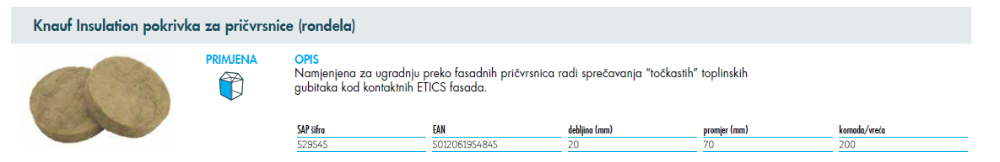 Knauf Insulation pokrivka za pričvrsnice (rondela)
PRIMJENA
OPIS
Namjenjena za ugradnju preko fasadnih pričvrsnica radi sprečavanja “točkastih” toplinskih
gubitaka kod kontaktnih ETICS fasada.
SAP šifra EAN debljina (mm) promjer (mm) komada/vreća
529545 5012061954845 20 70 200